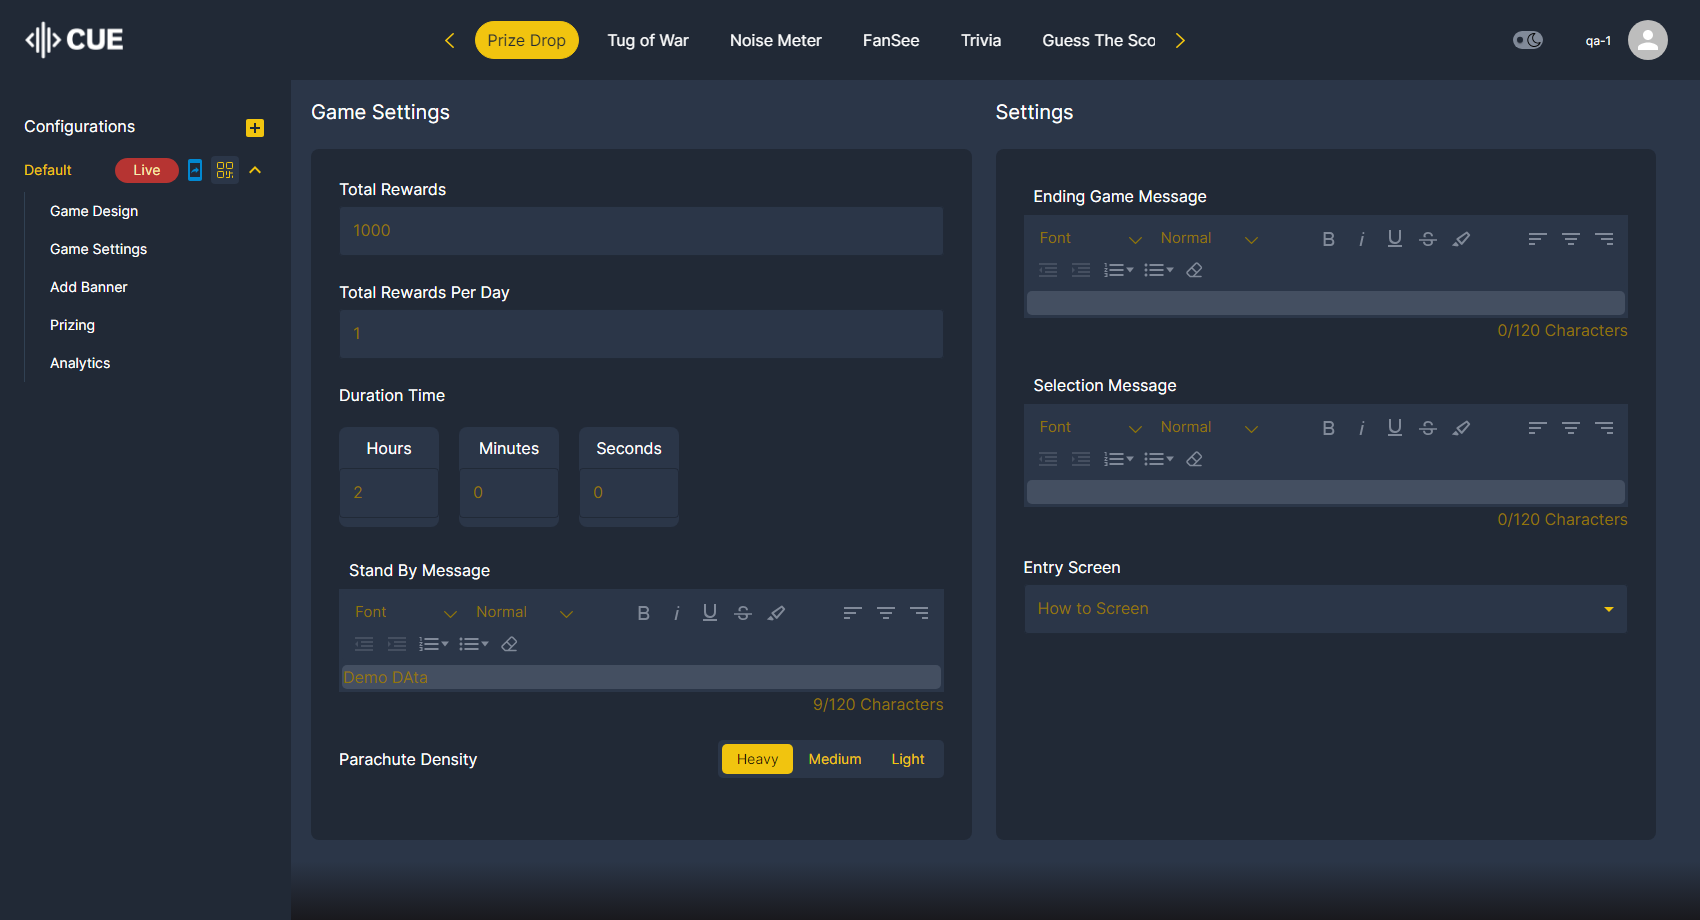 CUE
Prize Drop
Tug of War
Noise Meter
FanSee
Trivia
Guess The Sco
qa-1
Configurations
Default
Live
Game Design
Game Settings
Add Banner
Prizing
Analytics
Game Settings
Total Rewards
1000
Total Rewards Per Day
1
Duration Time
Hours
Minutes
Seconds
2
0
0
Stand By Message
Font
Normal
Demo DAta
9/120 Characters
Parachute Density
Heavy
Medium
Light
Settings
Ending Game Message
Font
Normal
0/120 Characters
Selection Message
Font
Normal
0/120 Characters
Entry Screen
How to Screen